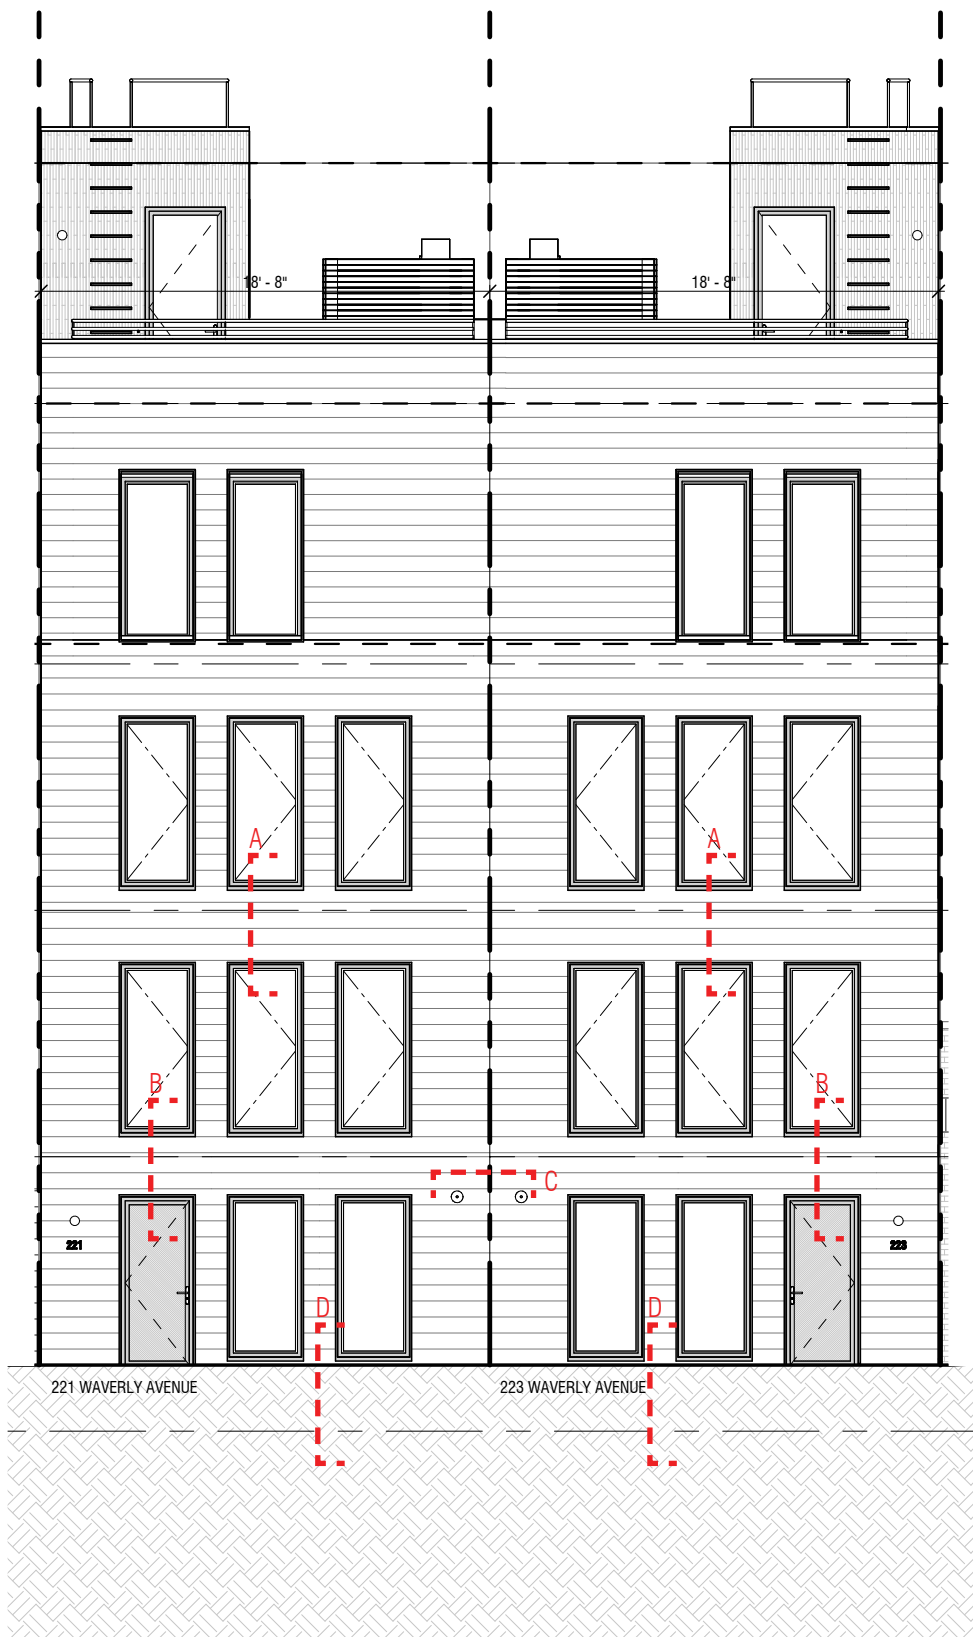 18' - 8" 18' - 8"
A A
B B
C
221 223
D D
221 WAVERLY AVENUE 223 WAVERLY AVENUE